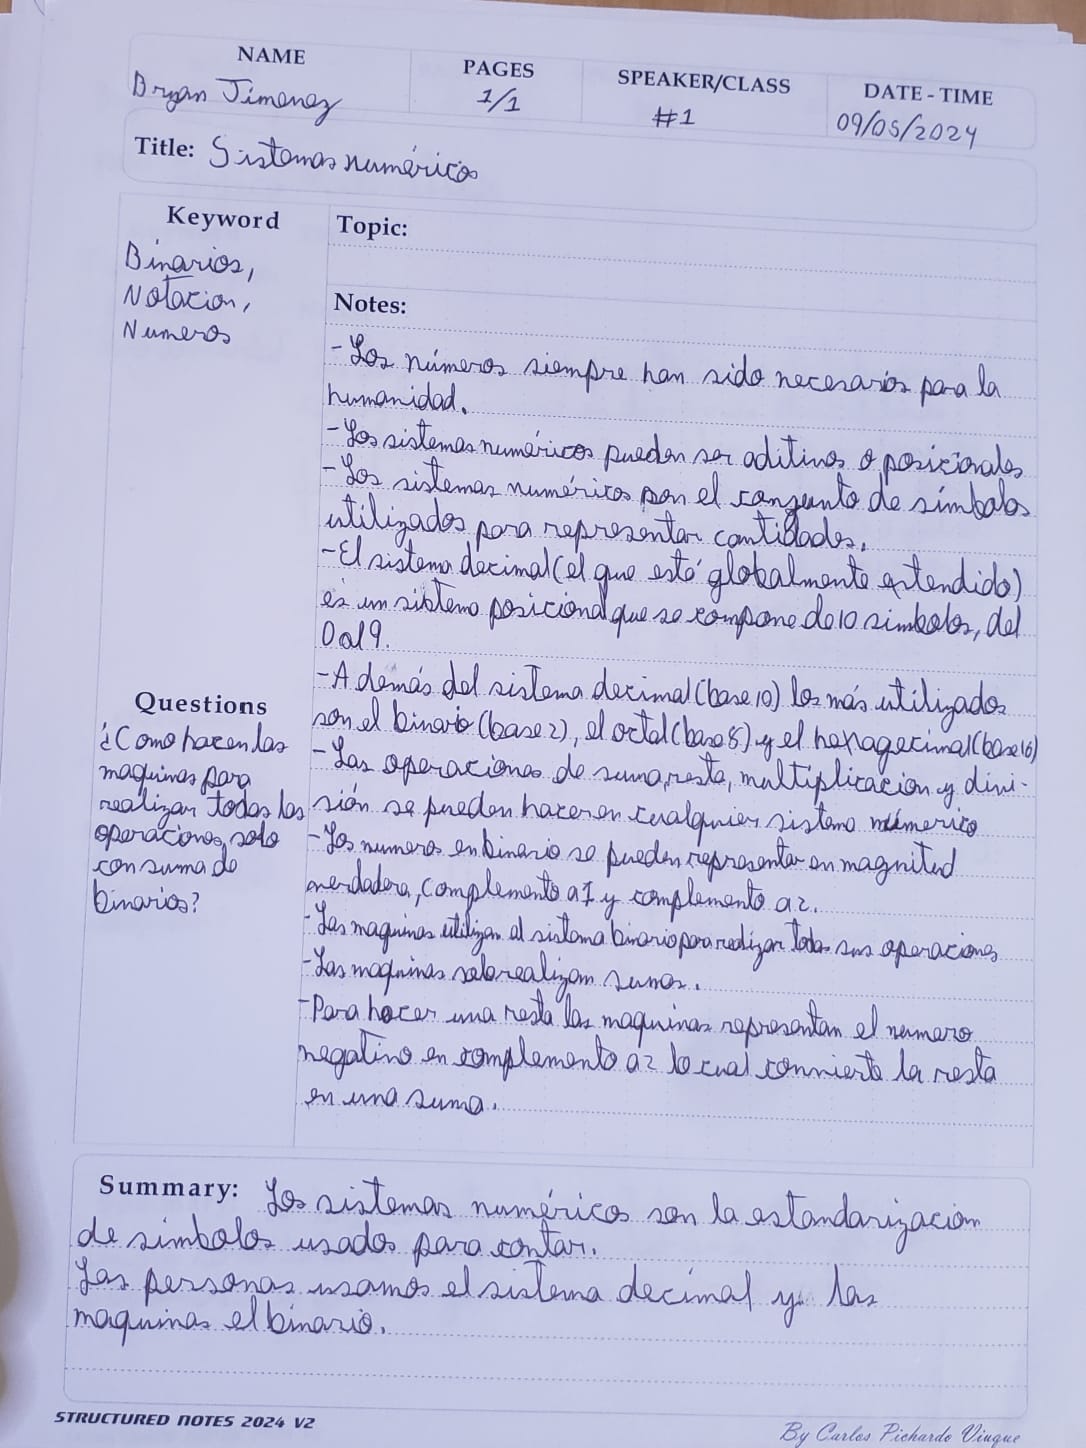 NAME
Bryan Jimenez
PAGES
1/1
SPEAKER/CLASS
#1
DATE - TIME
09/05/2024
Title: Sistemas numéricos
Keyword
Binarios,
Notacion,
Numeros
Topic:
Notes:
- Los números siempre han sido necesarios para la
humanidad.
- Los sistemas numéricos pueden ser aditivos o posicionales
- Los sistemas numéricos son el conjunto de símbolos
utilizados para representar cantidades.
- El sistema decimal (el que está globalmente extendido)
es un sistema posicional que se compone de 10 simbolos, del
0 al 9.
- Además del sistema decimal (base 10) los más utilizados
son el binario (base 2), el octal (base 8) y el hexagecimal (base 16)
- Las operaciones de suma, resta, multiplicación y divi-
sión se pueden hacer en cualquier sistema númerico
- Los numeros en binario se pueden representar en magnitud
verdadera, complemento a 1 y complemento a 2.
- Las maquinas utilizan el sistema binario para realizar todas sus operaciones
- Las maquinas solo realizan sumas.
- Para hacer una resta las maquinas representan el numero
negativo en complemento a 2 lo cual convierte la resta
en una suma.
Questions
¿Como hacen las
maquinas para
realizar todas las
operaciones solo
con suma de
binarios?
Summary: Los sistemas numéricos son la estandarización
de símbolos usados para contar.
Las personas usamos el sistema decimal y las
maquinas el binario.
STRUCTURED NOTES 2024 V2
By Carlos Pichardo Viuque